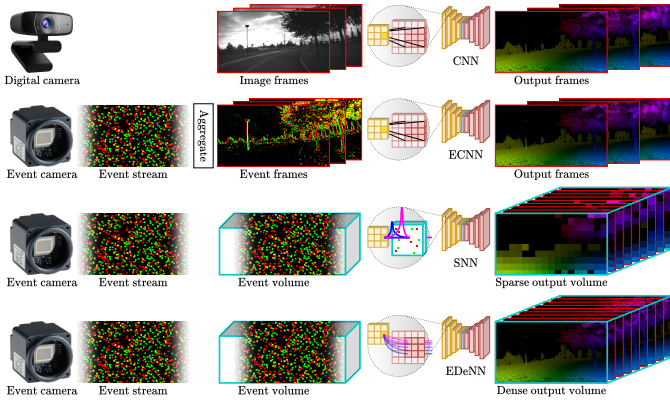 CNN
Digital camera Image frames Output frames
Aggregate
ECNN
Event camera Event stream Event frames Output frames
SNN
Event camera Event stream Event volume Sparse output volume
EDeNN
Event camera Event stream Event volume Dense output volume